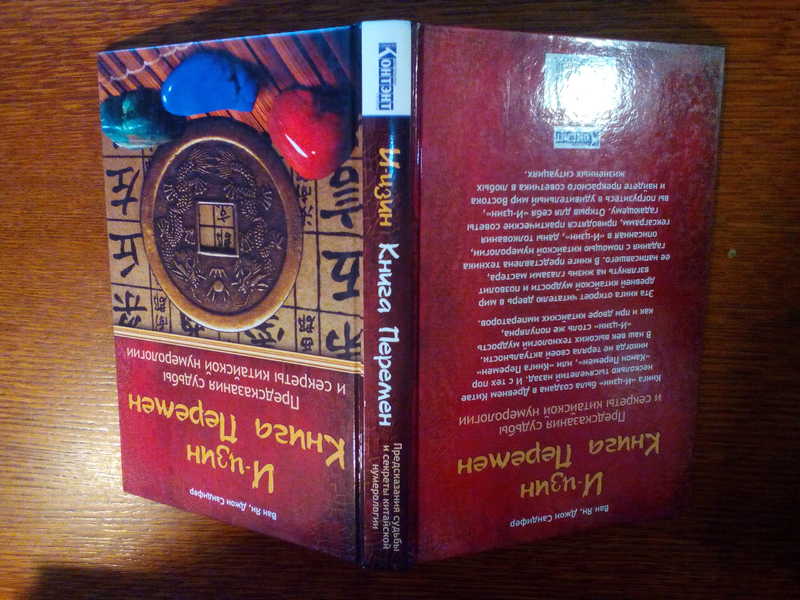 Ван Ян, Джон Сандифер
И-цзин
Книга Перемен
Предсказания судьбы
и секреты китайской нумерологии
Контэнт
И-цзин Книга Перемен
Предсказания судьбы
и секреты китайской
нумерологии
Ван Ян, Джон Сандифер
И-цзин
Книга Перемен
Предсказания судьбы
и секреты китайской нумерологии
Книга «И-цзин» была создана в Древнем Китае
несколько тысячелетий назад. И с тех пор
«Канон Перемен», или «Книга Перемен»
никогда не теряла своей актуальности.
В наш век высоких технологий мудрость
«И-цзин» столь же популярна,
как и при дворе китайских императоров.
Эта книга откроет читателю дверь в мир
древней китайской мудрости и позволит
взглянуть на жизнь глазами мастера,
ее написавшего. В книге представлена техника
гадания с помощью китайской нумерологии,
описанная в «И-цзин», даны толкования
гексаграмм, приводятся практические советы
гадающему. Открыв для себя «И-цзин»,
вы погрузитесь в удивительный мир Востока
и найдете прекрасного советчика в любых
жизненных ситуациях.
Контэнт